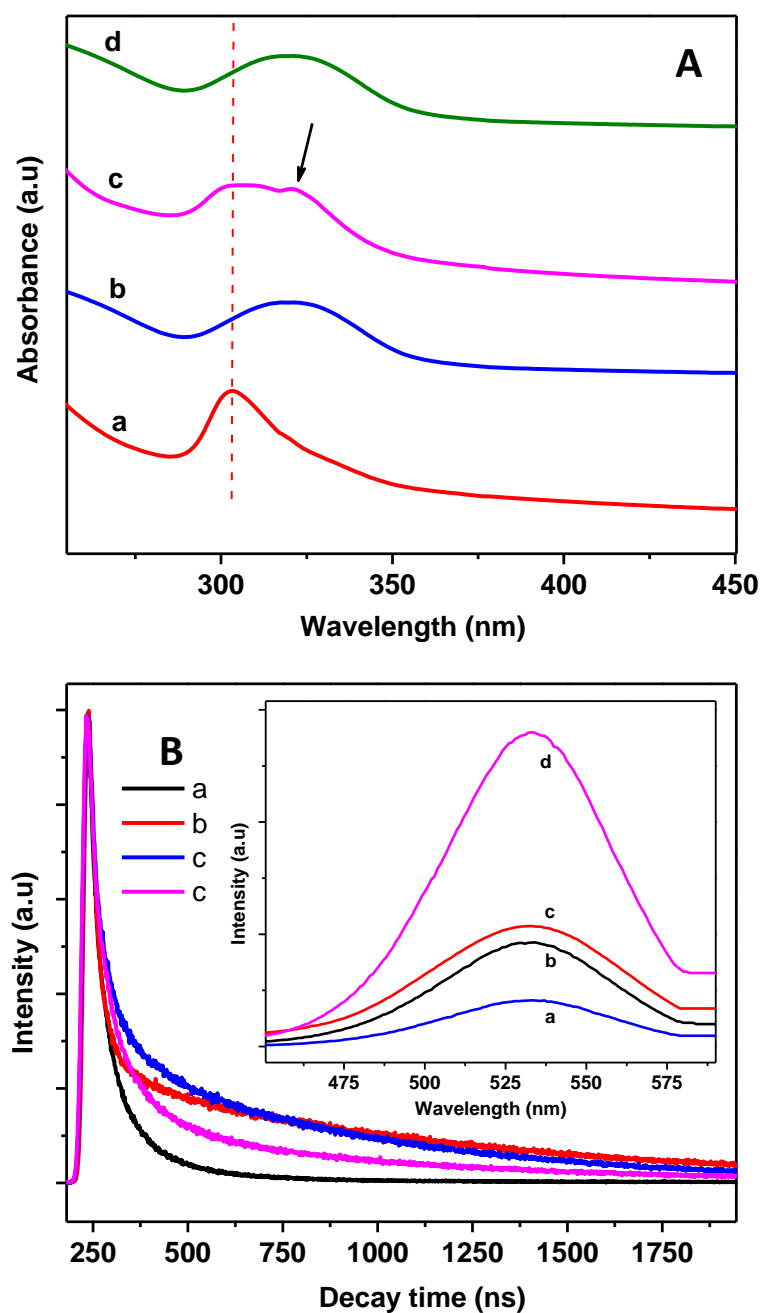 A
d
c
b
a
Absorbance (a.u)
300 350 400 450
Wavelength (nm)
B
a
b
c
c
Intensity (a.u)
d
c
b
a
Intensity (a.u)
475 500 525 550 575
Wavelength (nm)
250 500 750 1000 1250 1500 1750
Decay time (ns)